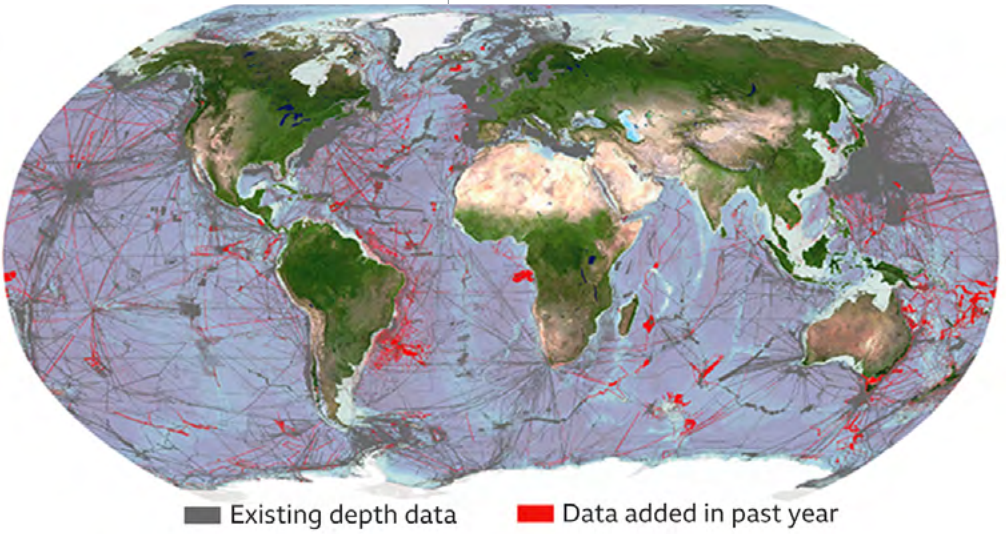 Existing depth data
Data added in past year